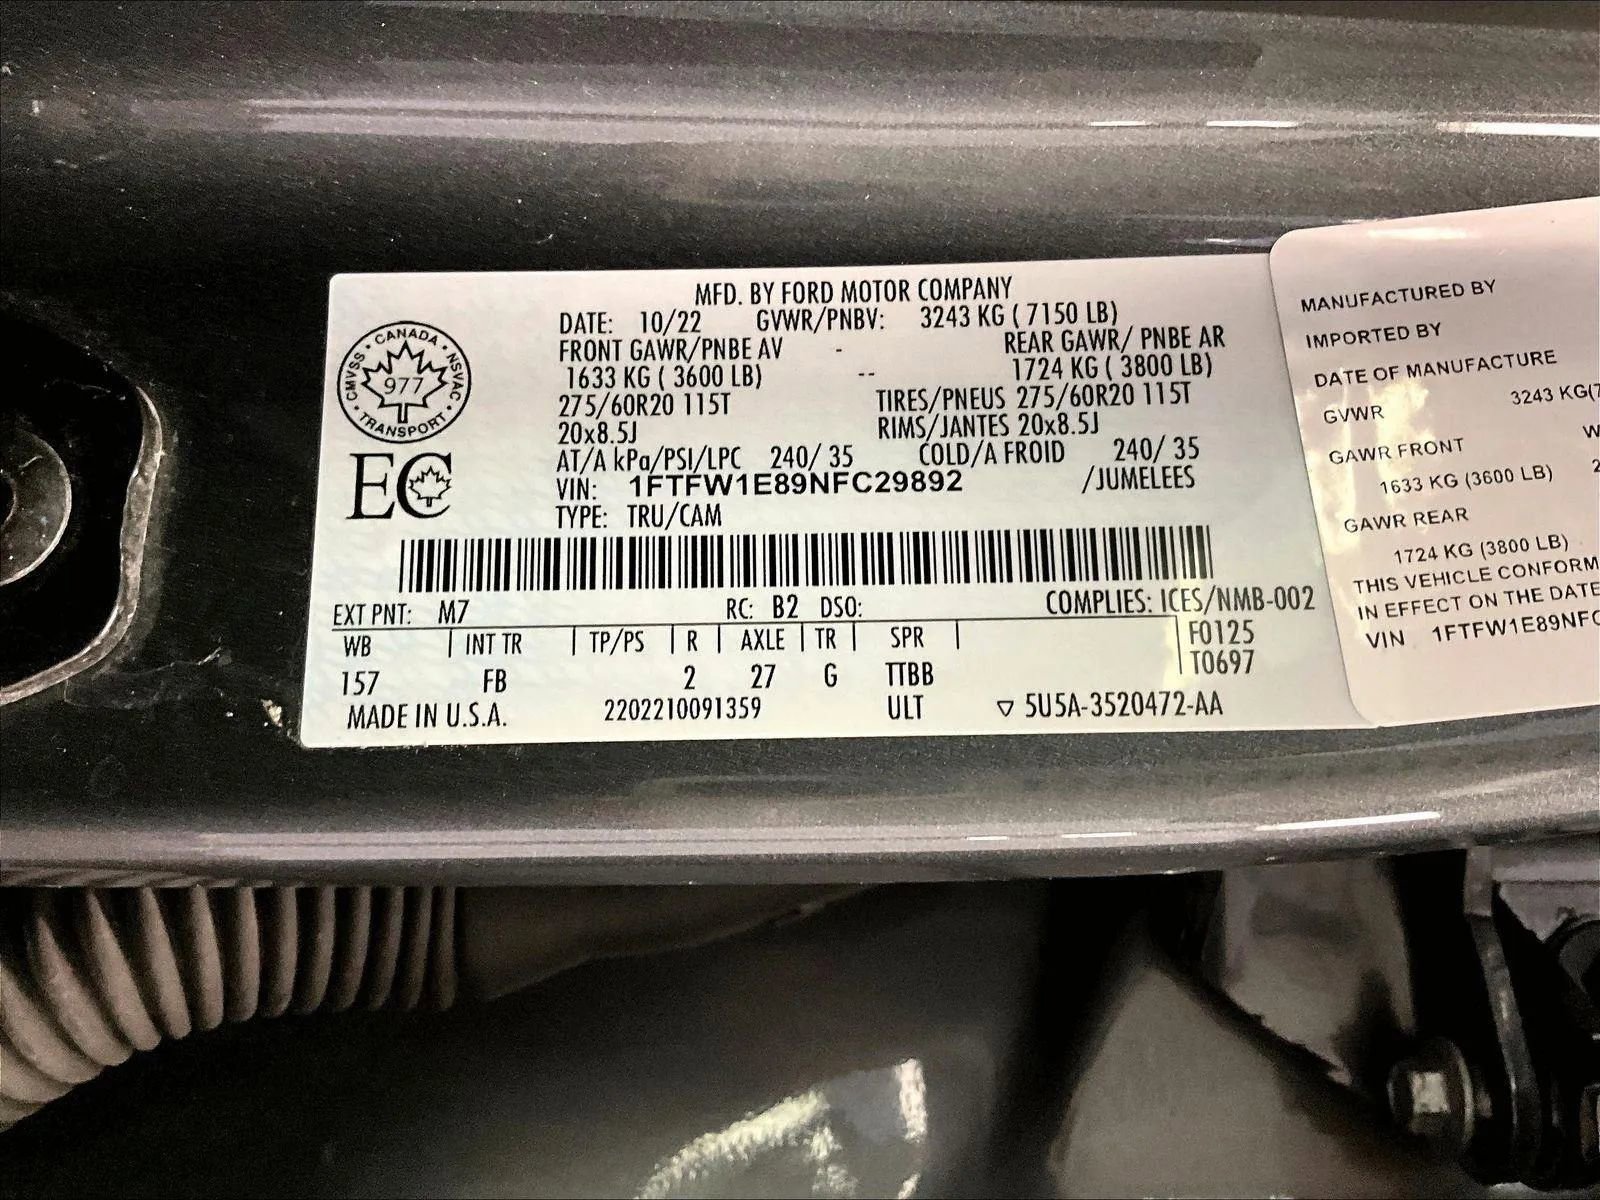 MFD. BY FORD MOTOR COMPANY
DATE: 10/22 GVWR/PNBV: 3243 KG ( 7150 LB)
FRONT GAWR/PNBE AV - REAR GAWR/ PNBE AR
1633 KG ( 3600 LB) -- 1724 KG ( 3800 LB)
275/60R20 115T TIRES/PNEUS 275/60R20 115T
20x8.5J RIMS/JANTES 20x8.5J
AT/A kPa/PSI/LPC 240/ 35 COLD/A FROID 240/ 35
VIN: 1FTFW1E89NFC29892 /JUMELEES
TYPE: TRU/CAM
CANADA
CMVSS 977 NSVAC
TRANSPORT
EC
EXT PNT: M7 RC: B2 DSO: COMPLIES: ICES/NMB-002
WB | INT TR | TP/PS | R | AXLE | TR | SPR | F0125
157 FB 2 27 G TTBB T0697
MADE IN U.S.A. 2202210091359 ULT ▽ 5U5A-3520472-AA
MANUFACTURED BY
IMPORTED BY
DATE OF MANUFACTURE
GVWR 3243 KG(7
GAWR FRONT W
1633 KG (3600 LB) 2
GAWR REAR
1724 KG (3800 LB)
THIS VEHICLE CONFORM
IN EFFECT ON THE DATE
VIN 1FTFW1E89NFC